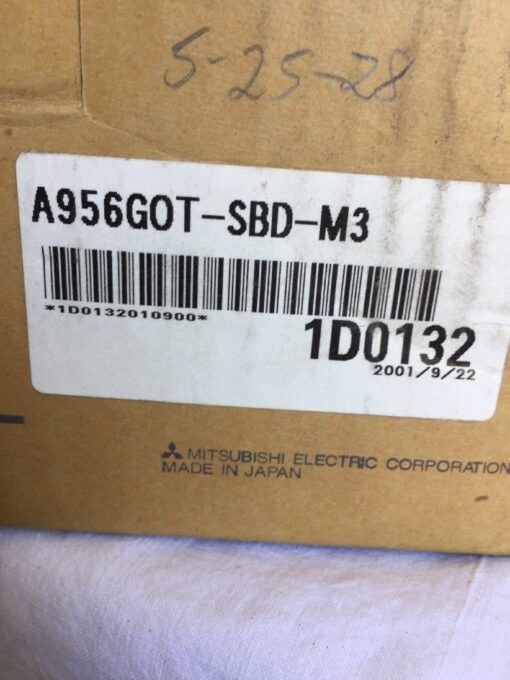 5-25-28
A956GOT-SBD-M3
*1D0132010900*
1D0132
2001/9/22
MITSUBISHI ELECTRIC CORPORATION
MADE IN JAPAN